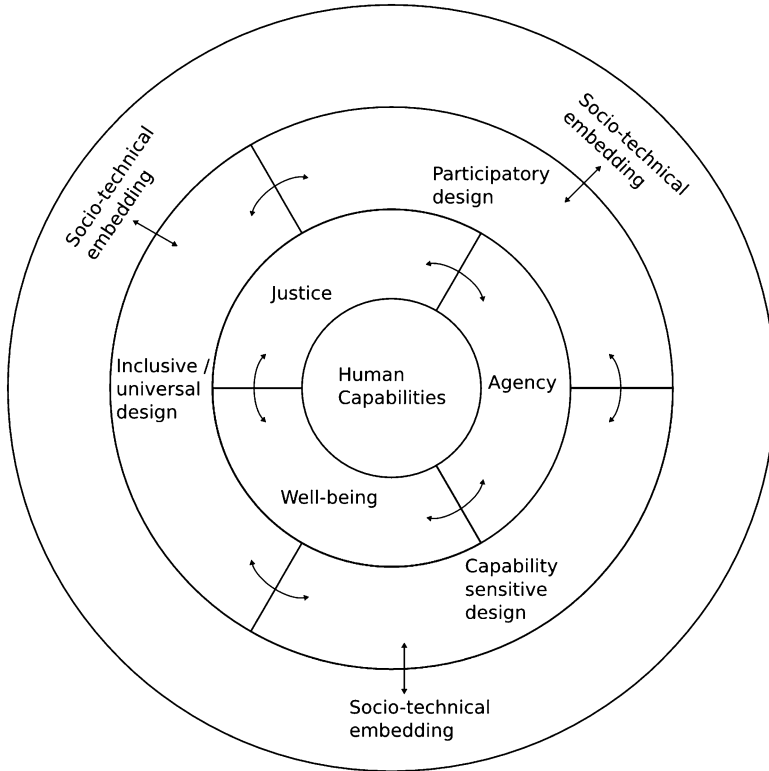 Socio-technical
embedding
Socio-technical
embedding
Participatory
design
Justice
Inclusive /
universal
design
Human
Capabilities
Agency
Well-being
Capability
sensitive
design
Socio-technical
embedding